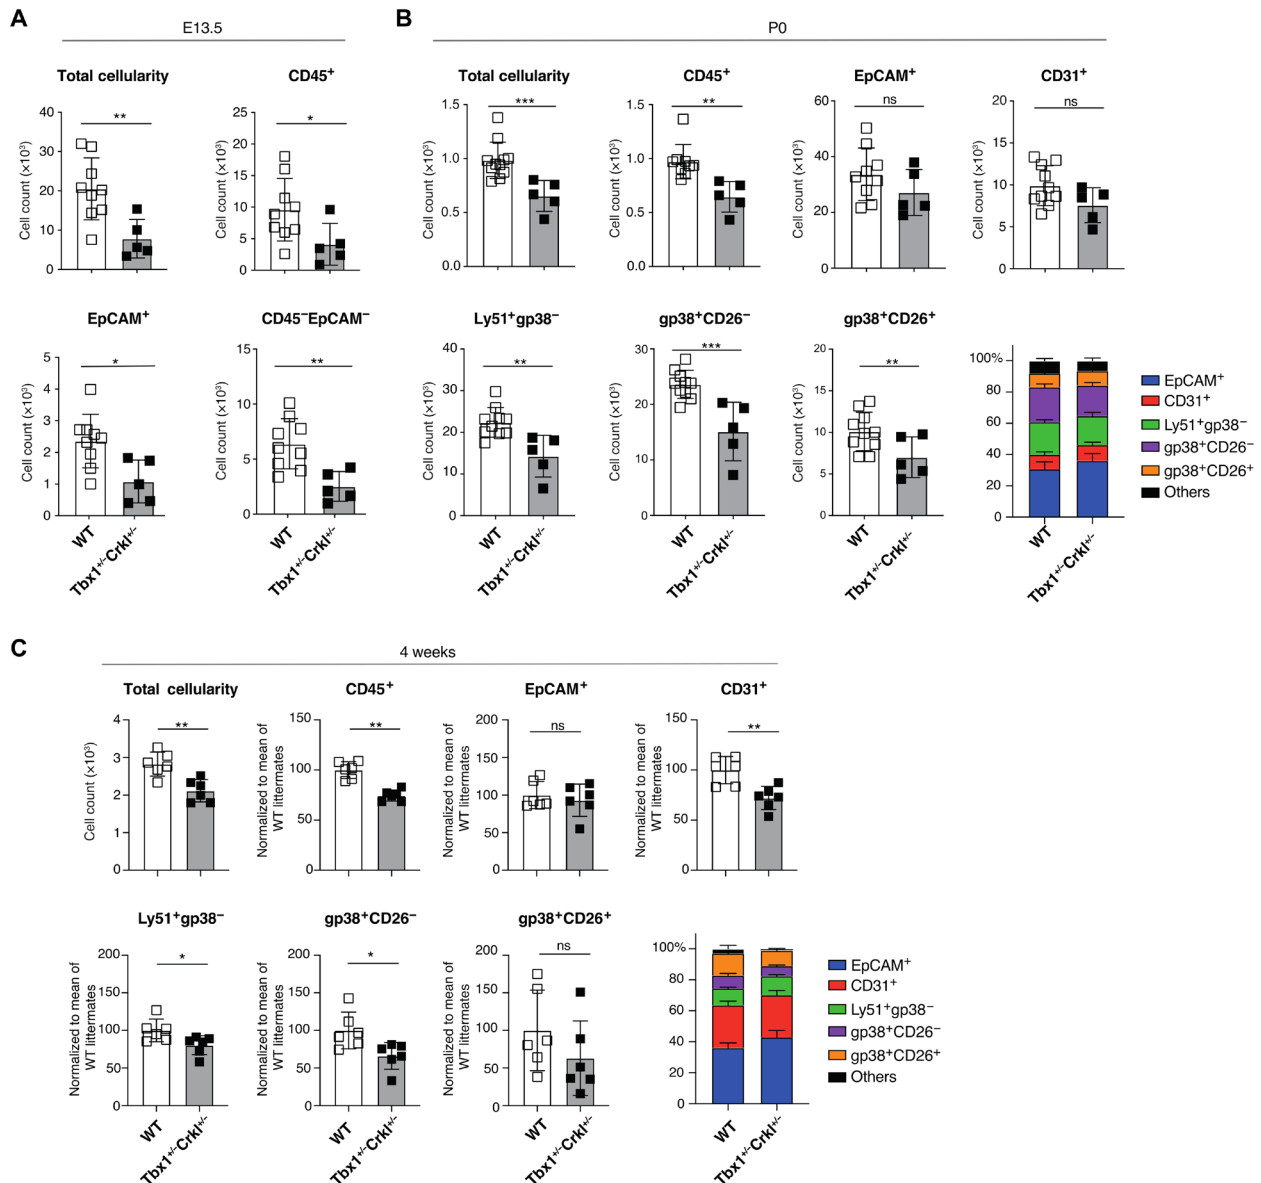 A
E13.5
B
P0
Total cellularity
CD45+
Total cellularity
CD45+
EpCAM+
CD31+
Cell count (×10³)
40
30
20
10
0
**
Cell count (×10³)
25
20
15
10
5
0
*
Cell count (×10³)
1.5
1.0
0.5
0.0
***
Cell count (×10³)
1.5
1.0
0.5
0.0
**
Cell count (×10³)
60
40
20
0
ns
Cell count (×10³)
20
15
10
5
0
ns
EpCAM+
CD45−EpCAM−
Ly51+gp38−
gp38+CD26−
gp38+CD26+
Cell count (×10³)
5
4
3
2
1
0
*
WT
Tbx1+/-Crkl+/-
Cell count (×10³)
15
10
5
0
**
WT
Tbx1+/-Crkl+/-
Cell count (×10³)
40
30
20
10
0
**
WT
Tbx1+/-Crkl+/-
Cell count (×10³)
30
20
10
0
***
WT
Tbx1+/-Crkl+/-
Cell count (×10³)
20
15
10
5
0
**
WT
Tbx1+/-Crkl+/-
100%
80
60
40
20
0
WT
Tbx1+/-Crkl+/-
EpCAM+
CD31+
Ly51+gp38−
gp38+CD26−
gp38+CD26+
Others
C
4 weeks
Total cellularity
CD45+
EpCAM+
CD31+
Cell count (×10³)
4
3
2
1
0
**
Normalized to mean of
WT littermates
150
100
50
0
**
Normalized to mean of
WT littermates
200
150
100
50
0
ns
Normalized to mean of
WT littermates
150
100
50
0
**
Ly51+gp38−
gp38+CD26−
gp38+CD26+
Normalized to mean of
WT littermates
200
150
100
50
0
*
WT
Tbx1+/-Crkl+/-
Normalized to mean of
WT littermates
200
150
100
50
0
*
WT
Tbx1+/-Crkl+/-
Normalized to mean of
WT littermates
200
150
100
50
0
ns
WT
Tbx1+/-Crkl+/-
100%
80
60
40
20
0
WT
Tbx1+/-Crkl+/-
EpCAM+
CD31+
Ly51+gp38−
gp38+CD26−
gp38+CD26+
Others